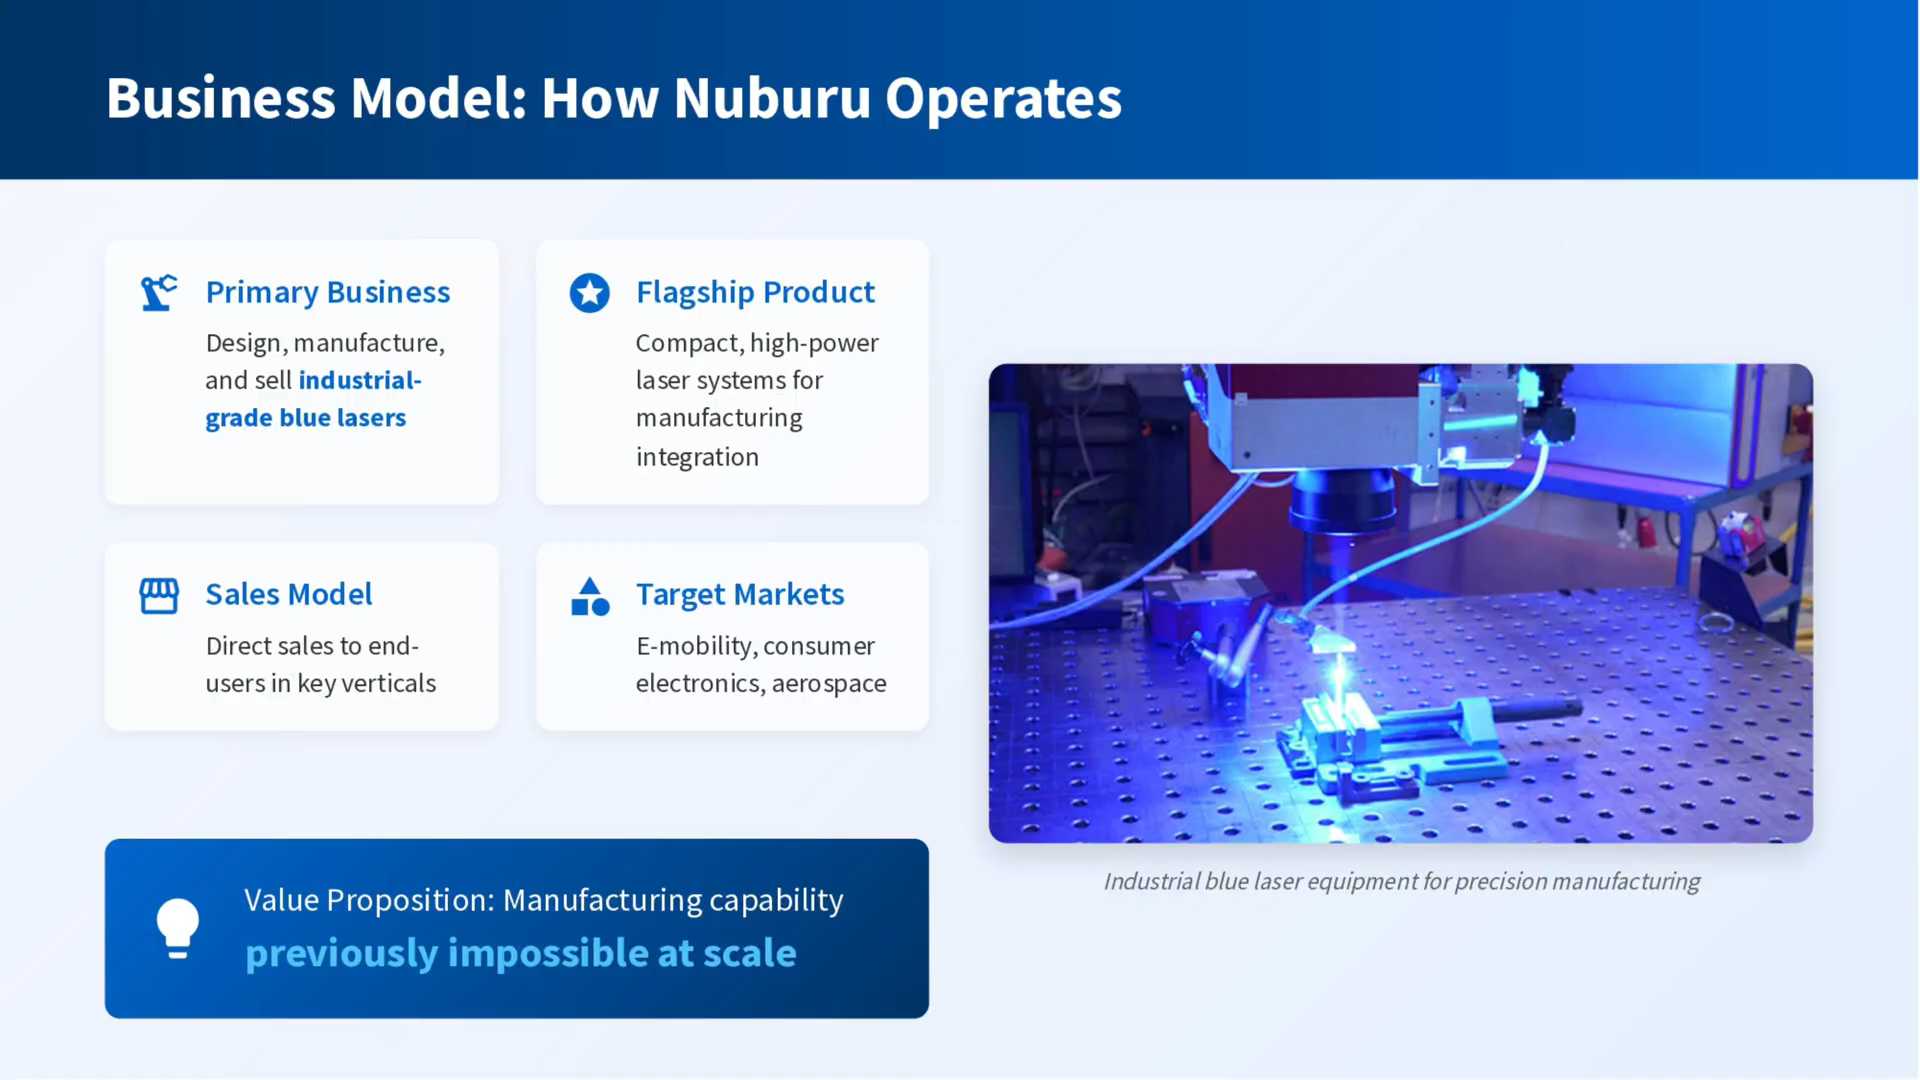 Business Model: How Nuburu Operates
Primary Business
Design, manufacture,
and sell industrial-
grade blue lasers
Flagship Product
Compact, high-power
laser systems for
manufacturing
integration
Sales Model
Direct sales to end-
users in key verticals
Target Markets
E-mobility, consumer
electronics, aerospace
Value Proposition: Manufacturing capability
previously impossible at scale
Industrial blue laser equipment for precision manufacturing